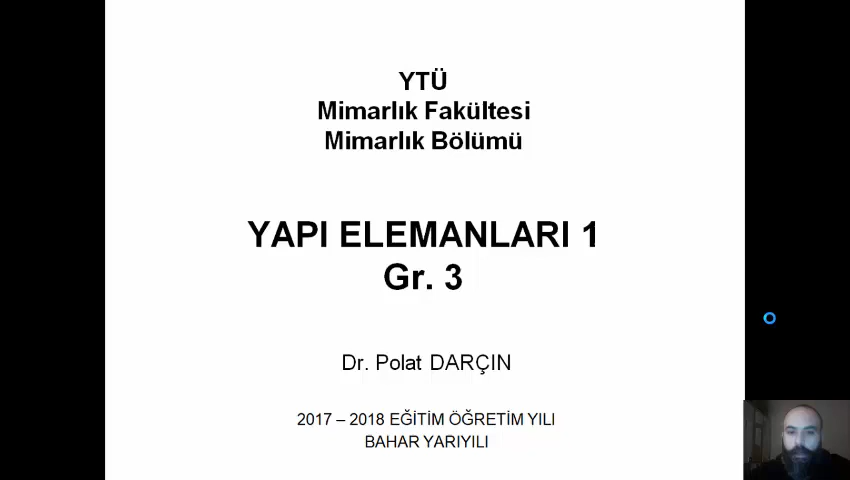 YTÜ
Mimarlık Fakültesi
Mimarlık Bölümü
YAPI ELEMANLARI 1
Gr. 3
Dr. Polat DARÇIN
2017 – 2018 EĞİTİM ÖĞRETİM YILI
BAHAR YARIYILI